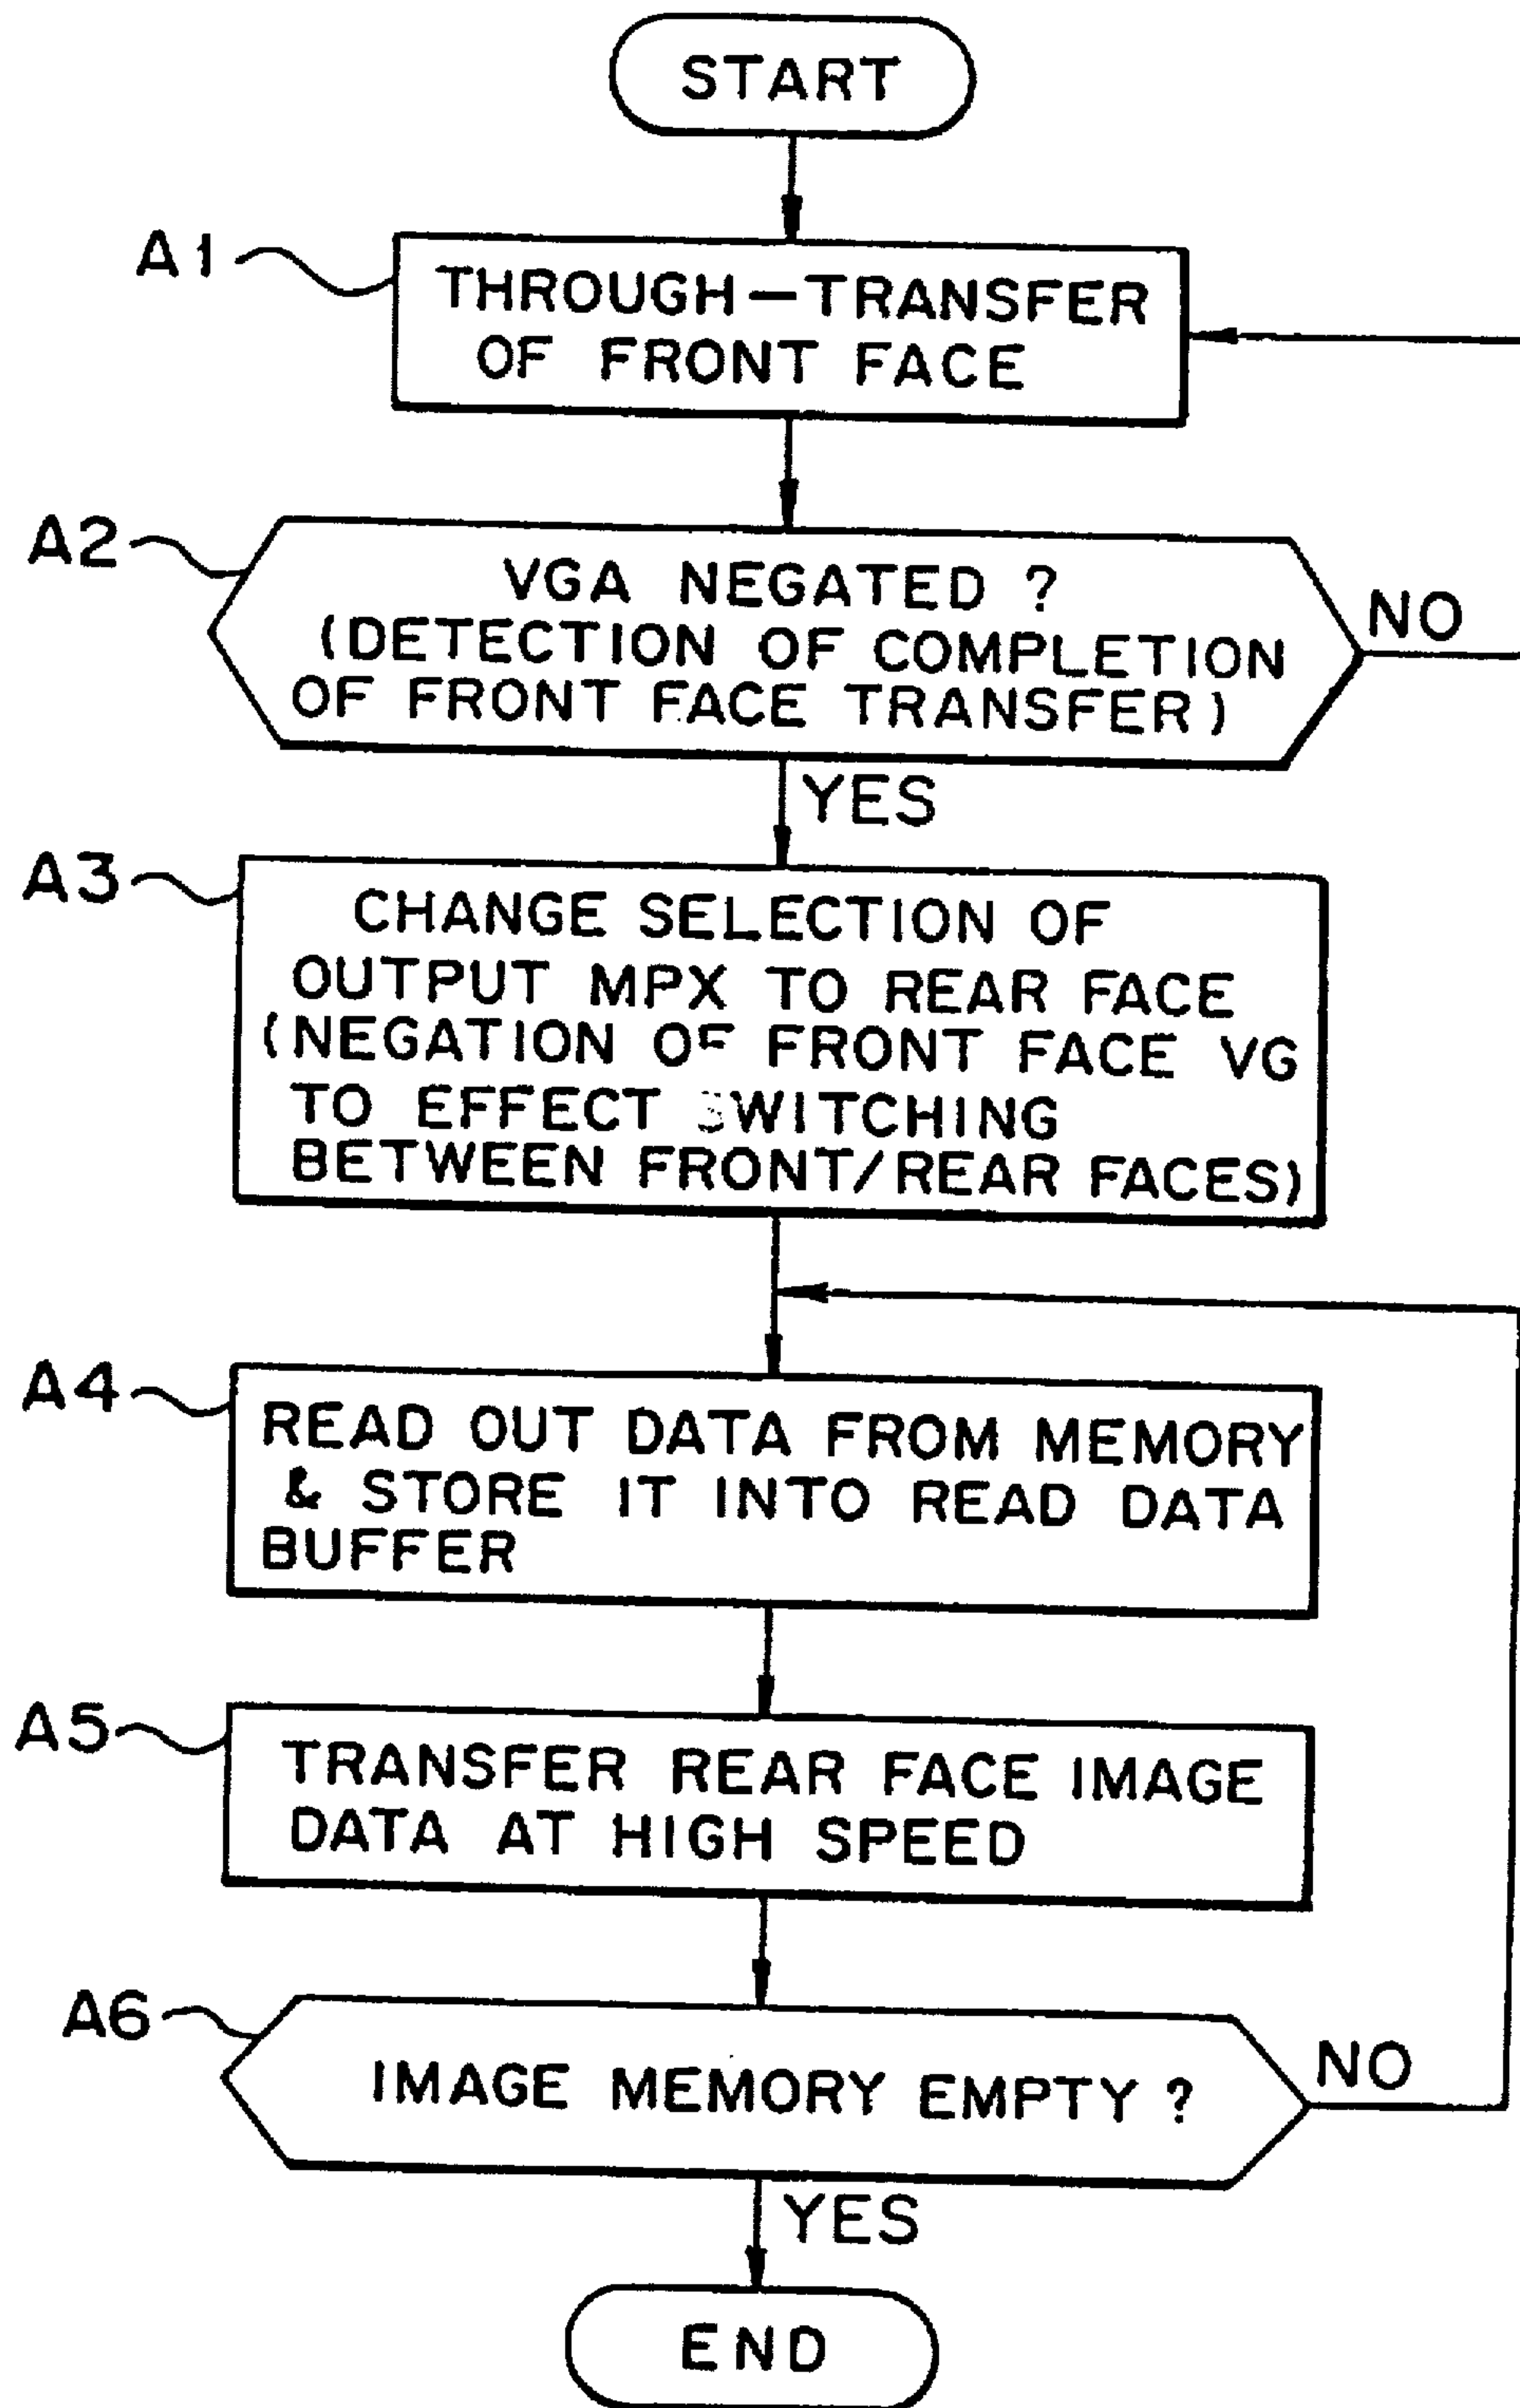 START
A1
THROUGH—TRANSFER
OF FRONT FACE
A2
VGA NEGATED ?
(DETECTION OF COMPLETION
OF FRONT FACE TRANSFER)
NO
YES
A3
CHANGE SELECTION OF
OUTPUT MPX TO REAR FACE
(NEGATION OF FRONT FACE VG
TO EFFECT SWITCHING
BETWEEN FRONT/REAR FACES)
A4
READ OUT DATA FROM MEMORY
& STORE IT INTO READ DATA
BUFFER
A5
TRANSFER REAR FACE IMAGE
DATA AT HIGH SPEED
A6
IMAGE MEMORY EMPTY ?
NO
YES
END